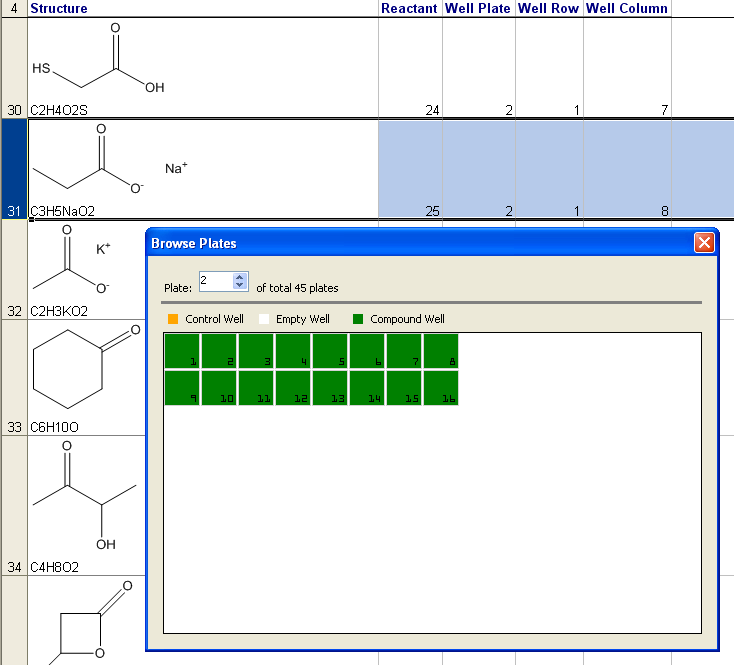 4 Structure Reactant Well Plate Well Row Well Column
O
HS
OH
30 C2H4O2S 24 2 1 7
O
Na+
O-
31 C3H5NaO2 25 2 1 8
O
K+
O-
32 C2H3KO2
O
33 C6H10O
O
OH
34 C4H8O2
O
O
Browse Plates
Plate: 2 of total 45 plates
Control Well Empty Well Compound Well
1 2 3 4 5 6 7 8
9 10 11 12 13 14 15 16